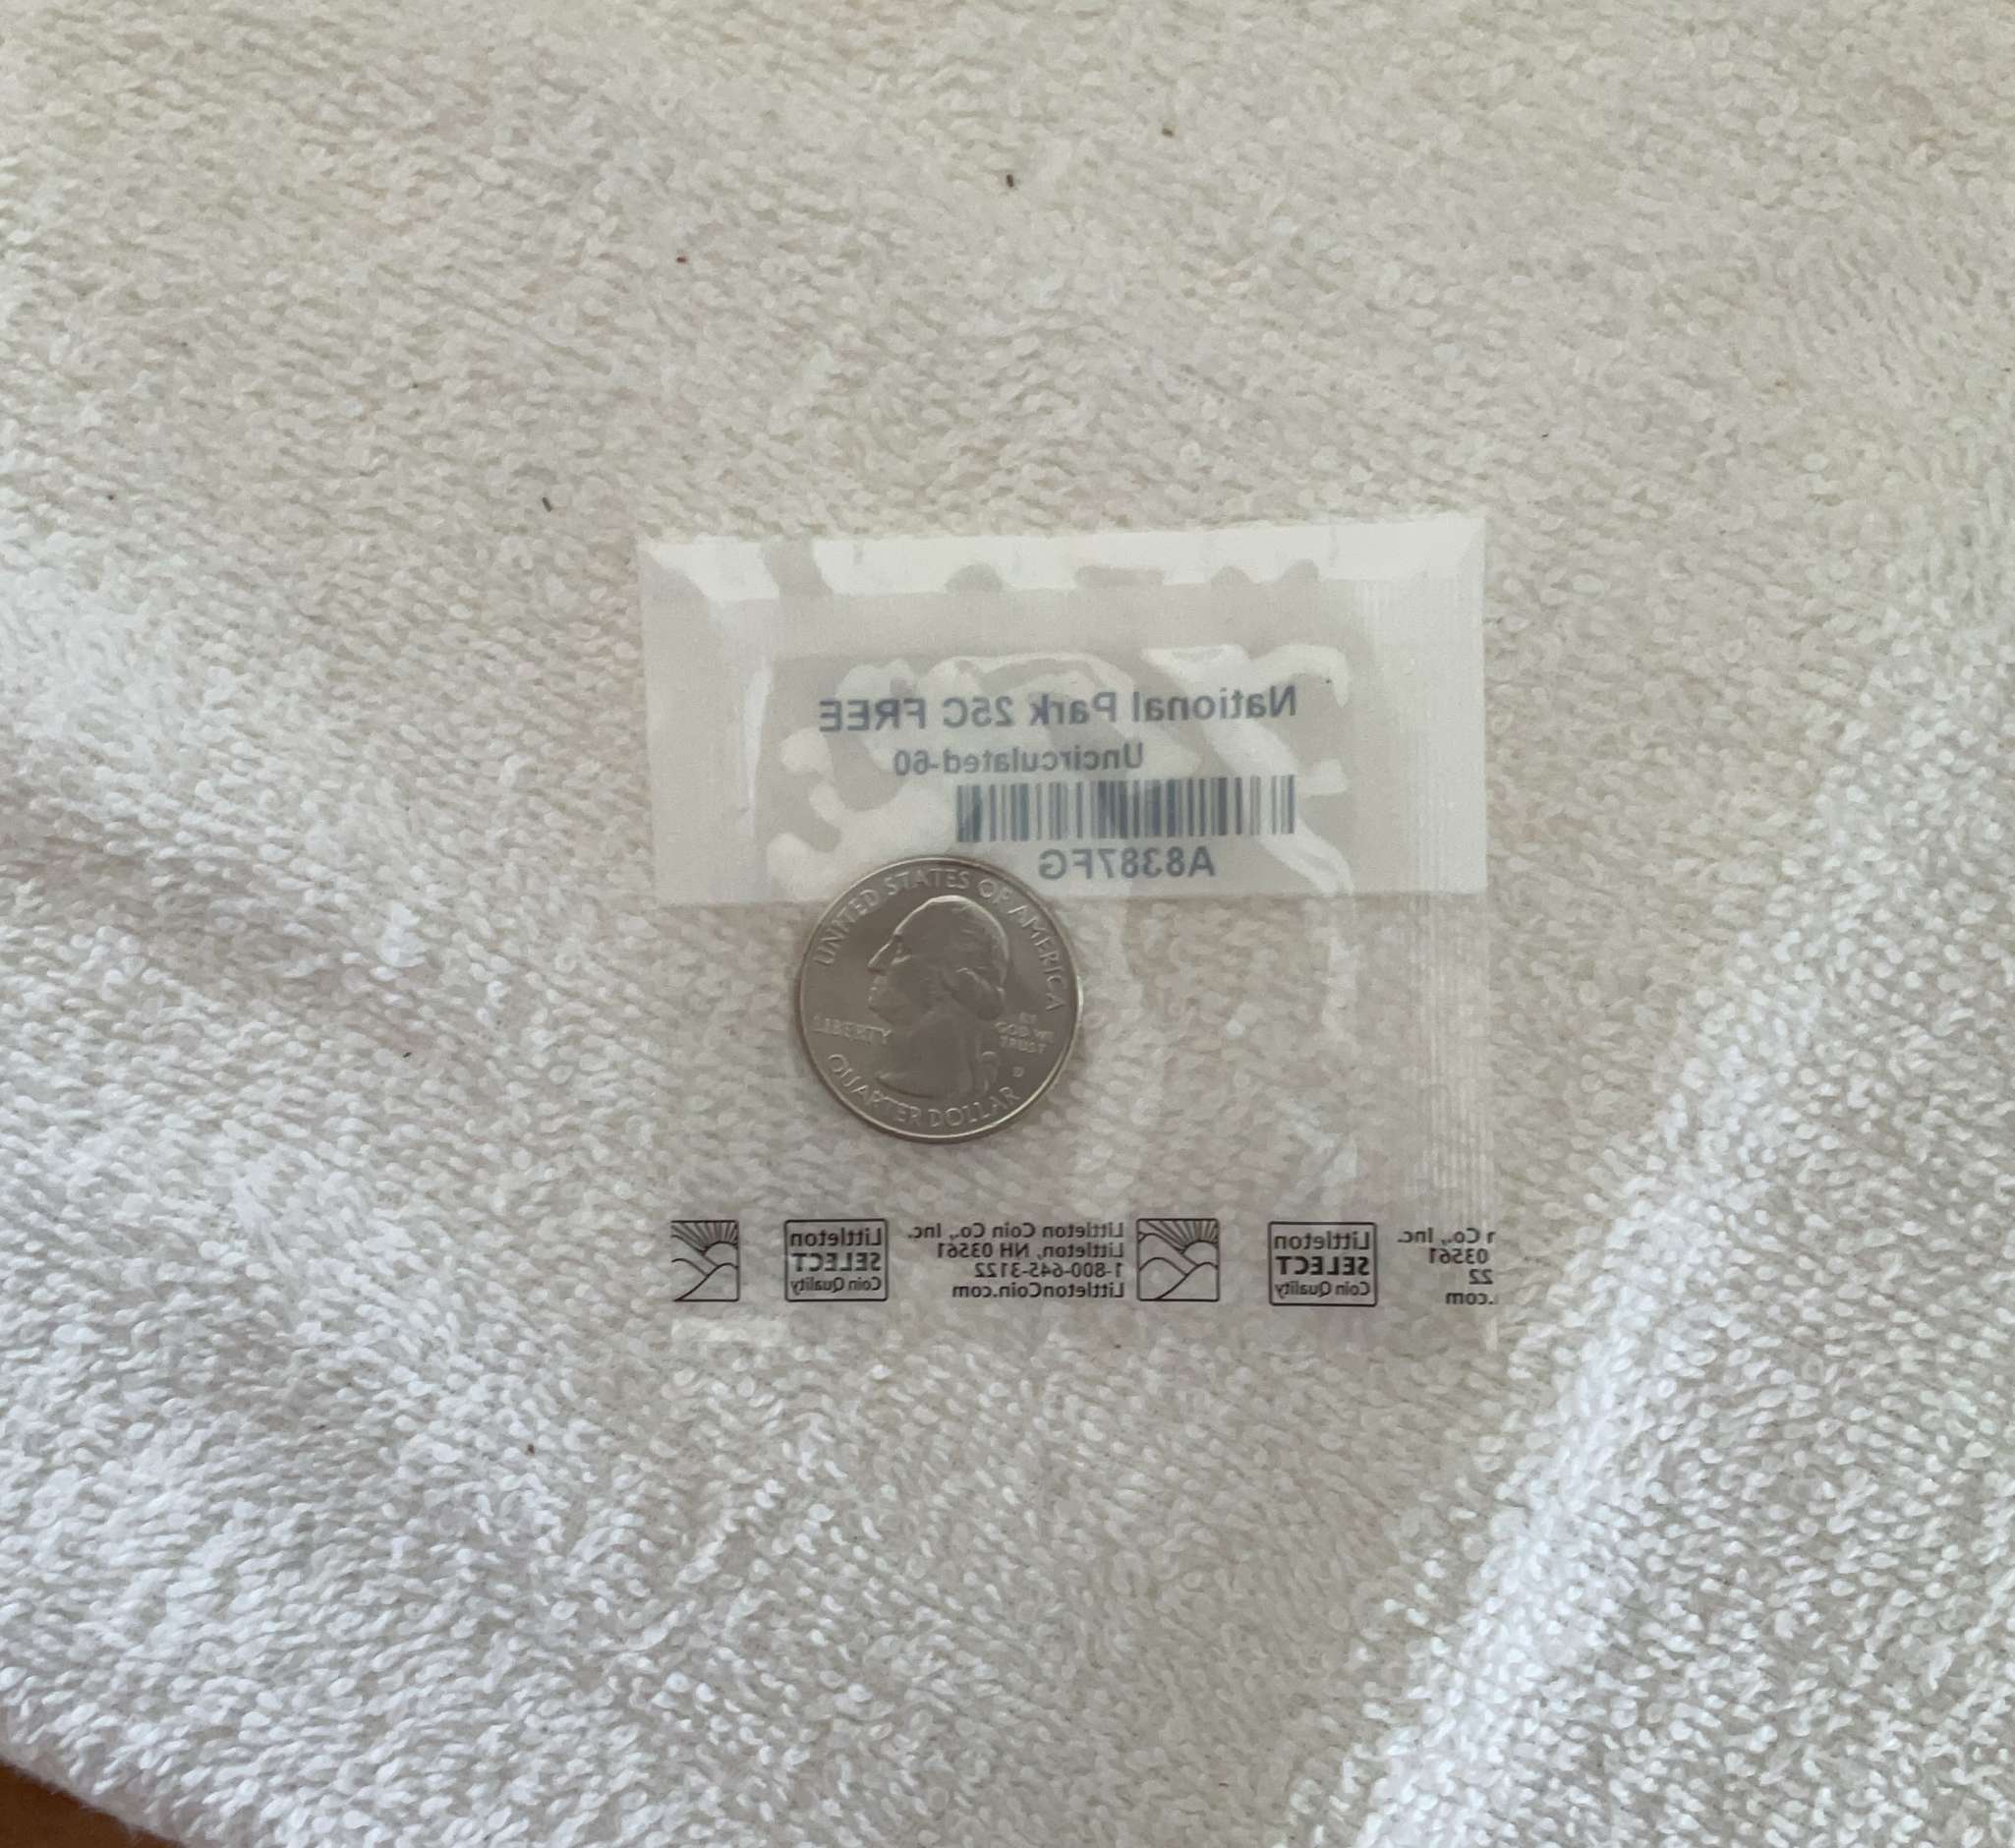 National Park 25C FREE
Uncirculated-60
A8387FG
UNITED STATES OF AMERICA
LIBERTY
IN
GOD WE
TRUST
D
QUARTER DOLLAR
Littleton
SELECT
Coin Quality
Littleton Coin Co., Inc.
Littleton, NH 03561
1-800-645-3122
LittletonCoin.com
Littleton
SELECT
Coin Quality
n Co., Inc.
03561
22
.com